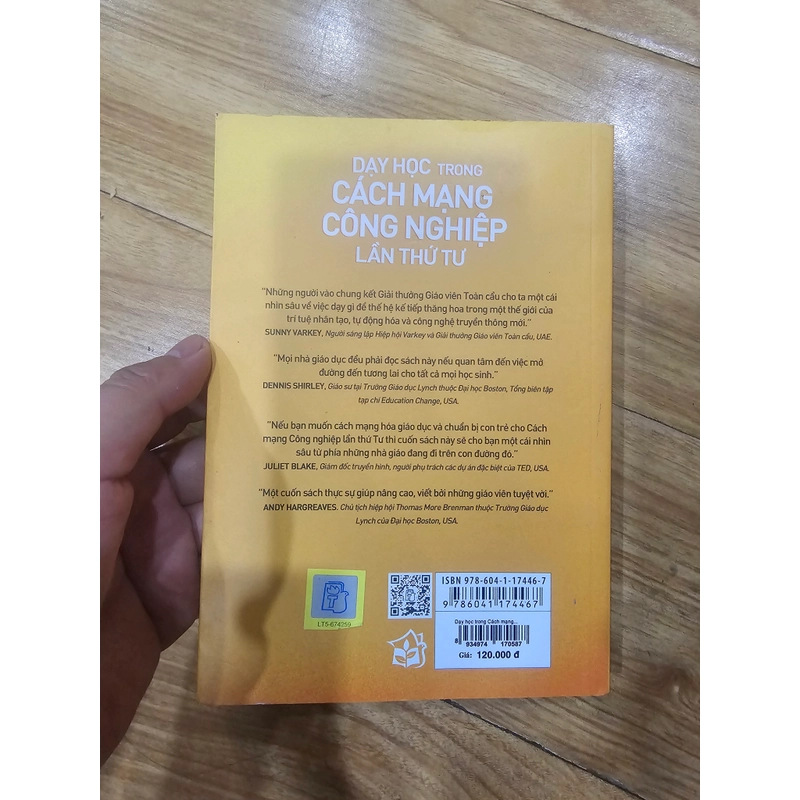 DẠY HỌC TRONG
CÁCH MẠNG
CÔNG NGHIỆP
LẦN THỨ TƯ
"Những người vào chung kết Giải thưởng Giáo viên Toàn cầu cho ta một cái
nhìn sâu về việc dạy gì để thế hệ kế tiếp thăng hoa trong một thế giới của
trí tuệ nhân tạo, tự động hóa và công nghệ truyền thông mới."
SUNNY VARKEY, Người sáng lập Hiệp hội Varkey và Giải thưởng Giáo viên Toàn cầu, UAE.
"Mọi nhà giáo dục đều phải đọc sách này nếu quan tâm đến việc mở
đường đến tương lai cho tất cả mọi học sinh."
DENNIS SHIRLEY, Giáo sư tại Trường Giáo dục Lynch thuộc Đại học Boston, Tổng biên tập
tạp chí Education Change, USA.
"Nếu bạn muốn cách mạng hóa giáo dục và chuẩn bị con trẻ cho Cách
mạng Công nghiệp lần thứ Tư thì cuốn sách này sẽ cho bạn một cái nhìn
sâu từ phía những nhà giáo đang đi trên con đường đó."
JULIET BLAKE, Giám đốc truyền hình, người phụ trách các dự án đặc biệt của TED, USA.
"Một cuốn sách thực sự giúp nâng cao, viết bởi những giáo viên tuyệt vời."
ANDY HARGREAVES. Chủ tịch hiệp hội Thomas More Brenman thuộc Trường Giáo dục
Lynch của Đại học Boston, USA.
ISBN 978-604-1-17446-7
9 786041 174467
LT5-674259
Dạy học trong Cách mạng...
8 934974 170587
Giá: 120.000 đ